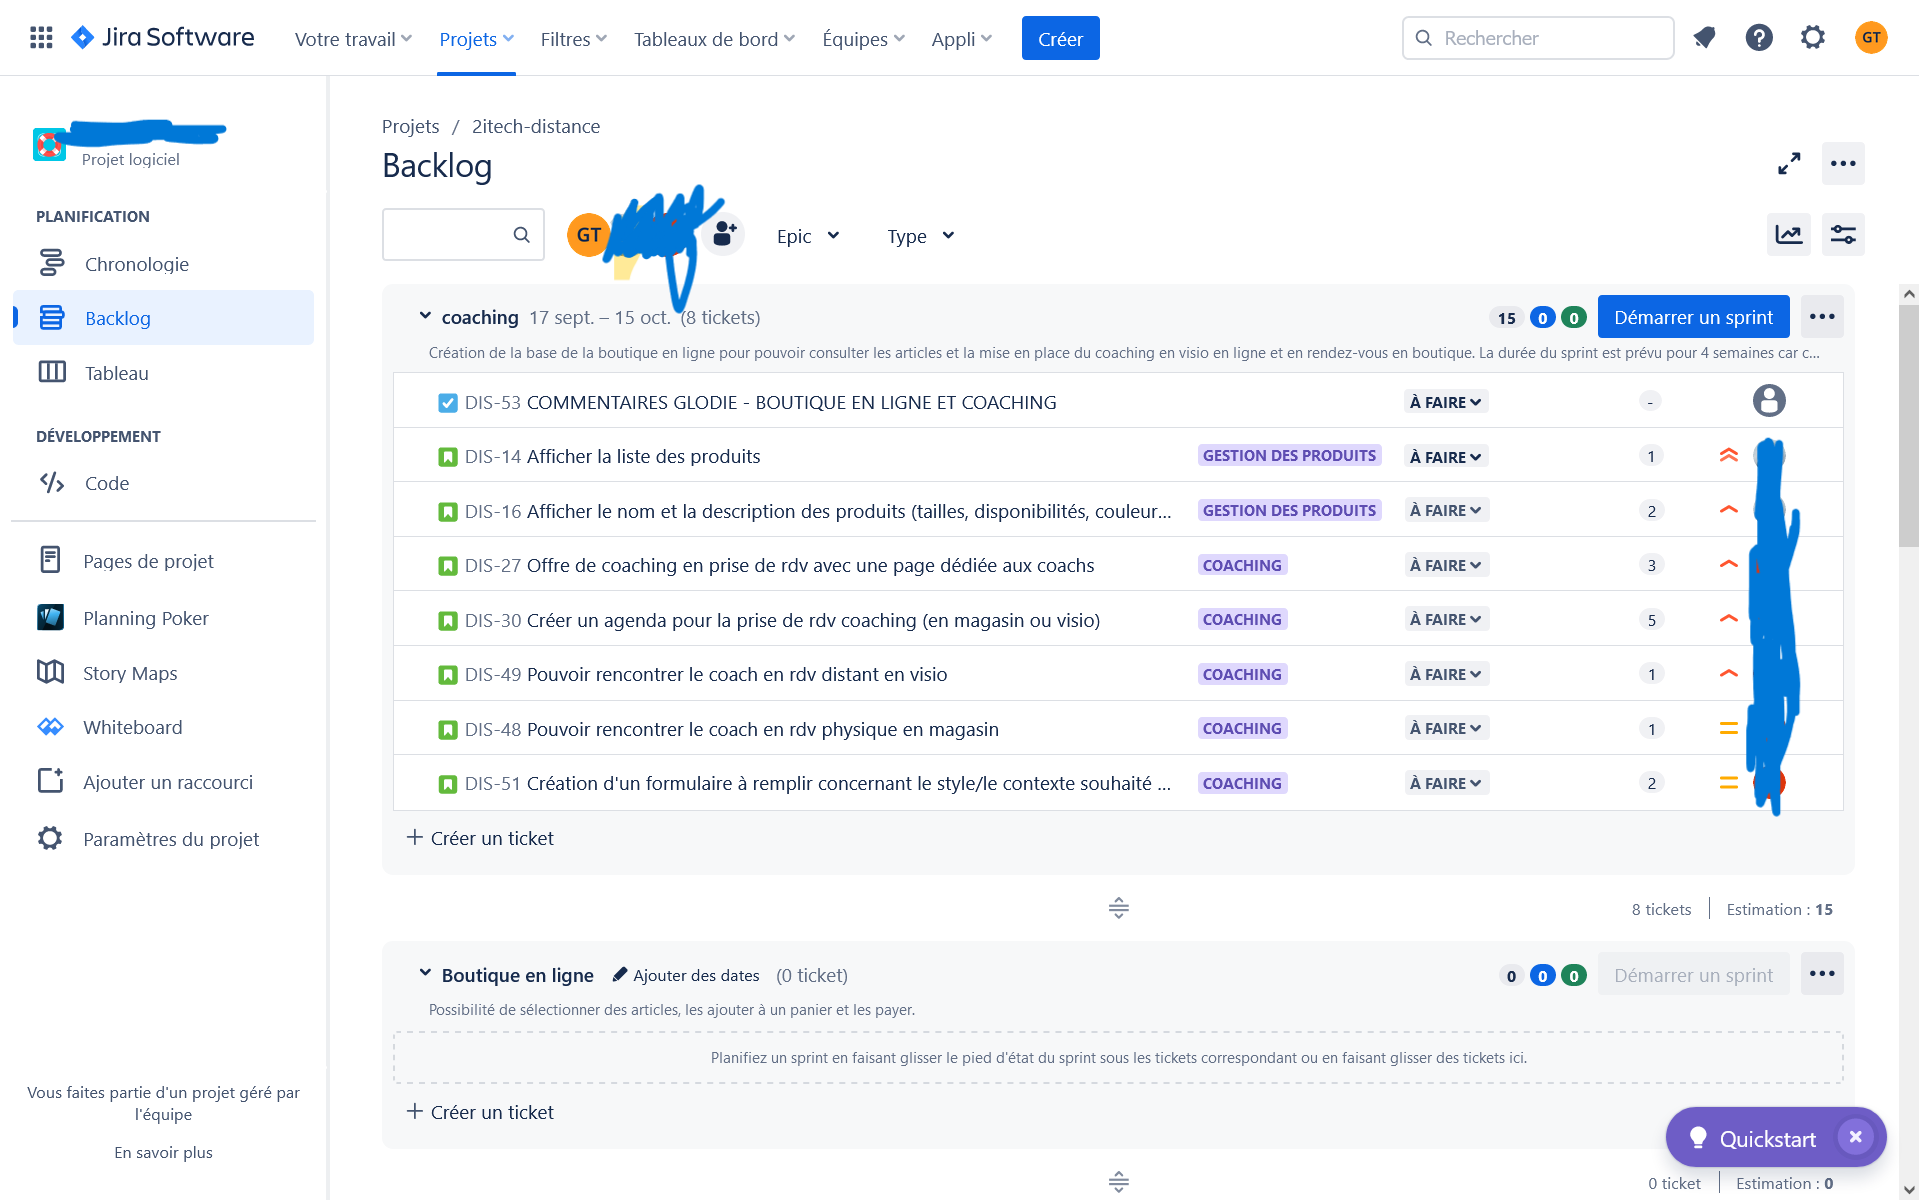 Jira Software
Votre travail
Projets
Filtres
Tableaux de bord
Équipes
Appli
Créer
Rechercher
GT
Projet logiciel
PLANIFICATION
Chronologie
Backlog
Tableau
DÉVELOPPEMENT
Code
Pages de projet
Planning Poker
Story Maps
Whiteboard
Ajouter un raccourci
Paramètres du projet
Vous faites partie d'un projet géré par
l'équipe
En savoir plus
Projets / 2itech-distance
Backlog
GT
Epic
Type
coaching 17 sept. – 15 oct. (8 tickets) 15 0 0 Démarrer un sprint
Création de la base de la boutique en ligne pour pouvoir consulter les articles et la mise en place du coaching en visio en ligne et en rendez-vous en boutique. La durée du sprint est prévu pour 4 semaines car c...
DIS-53 COMMENTAIRES GLODIE - BOUTIQUE EN LIGNE ET COACHING À FAIRE -
DIS-14 Afficher la liste des produits GESTION DES PRODUITS À FAIRE 1
DIS-16 Afficher le nom et la description des produits (tailles, disponibilités, couleur... GESTION DES PRODUITS À FAIRE 2
DIS-27 Offre de coaching en prise de rdv avec une page dédiée aux coachs COACHING À FAIRE 3
DIS-30 Créer un agenda pour la prise de rdv coaching (en magasin ou visio) COACHING À FAIRE 5
DIS-49 Pouvoir rencontrer le coach en rdv distant en visio COACHING À FAIRE 1
DIS-48 Pouvoir rencontrer le coach en rdv physique en magasin COACHING À FAIRE 1
DIS-51 Création d'un formulaire à remplir concernant le style/le contexte souhaité ... COACHING À FAIRE 2
+ Créer un ticket
8 tickets Estimation : 15
Boutique en ligne Ajouter des dates (0 ticket) 0 0 0 Démarrer un sprint
Possibilité de sélectionner des articles, les ajouter à un panier et les payer.
Planifiez un sprint en faisant glisser le pied d'état du sprint sous les tickets correspondant ou en faisant glisser des tickets ici.
+ Créer un ticket
Quickstart
0 ticket Estimation : 0